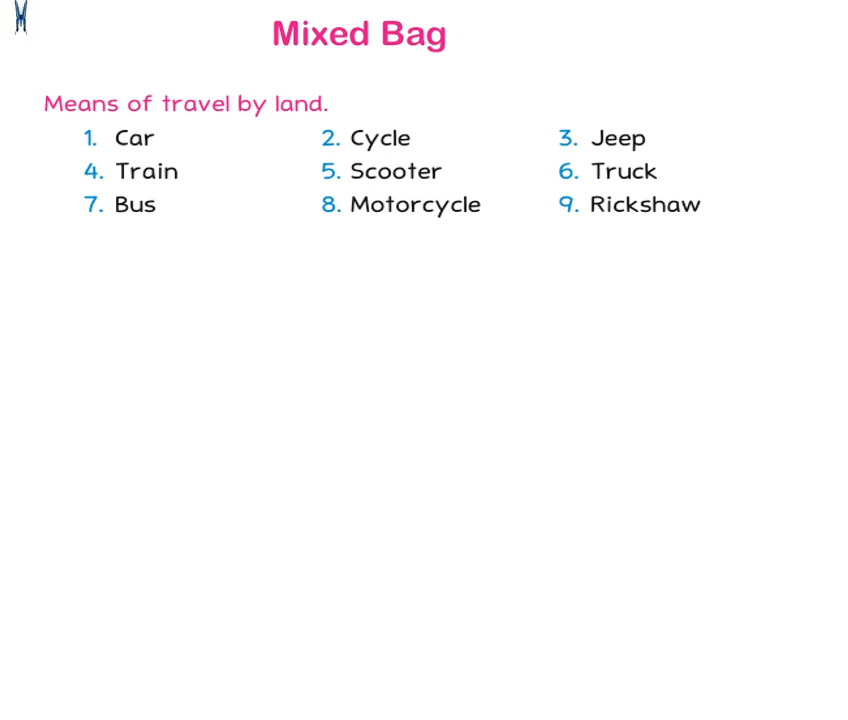 Mixed Bag
Means of travel by land.
1. Car 2. Cycle 3. Jeep
4. Train 5. Scooter 6. Truck
7. Bus 8. Motorcycle 9. Rickshaw